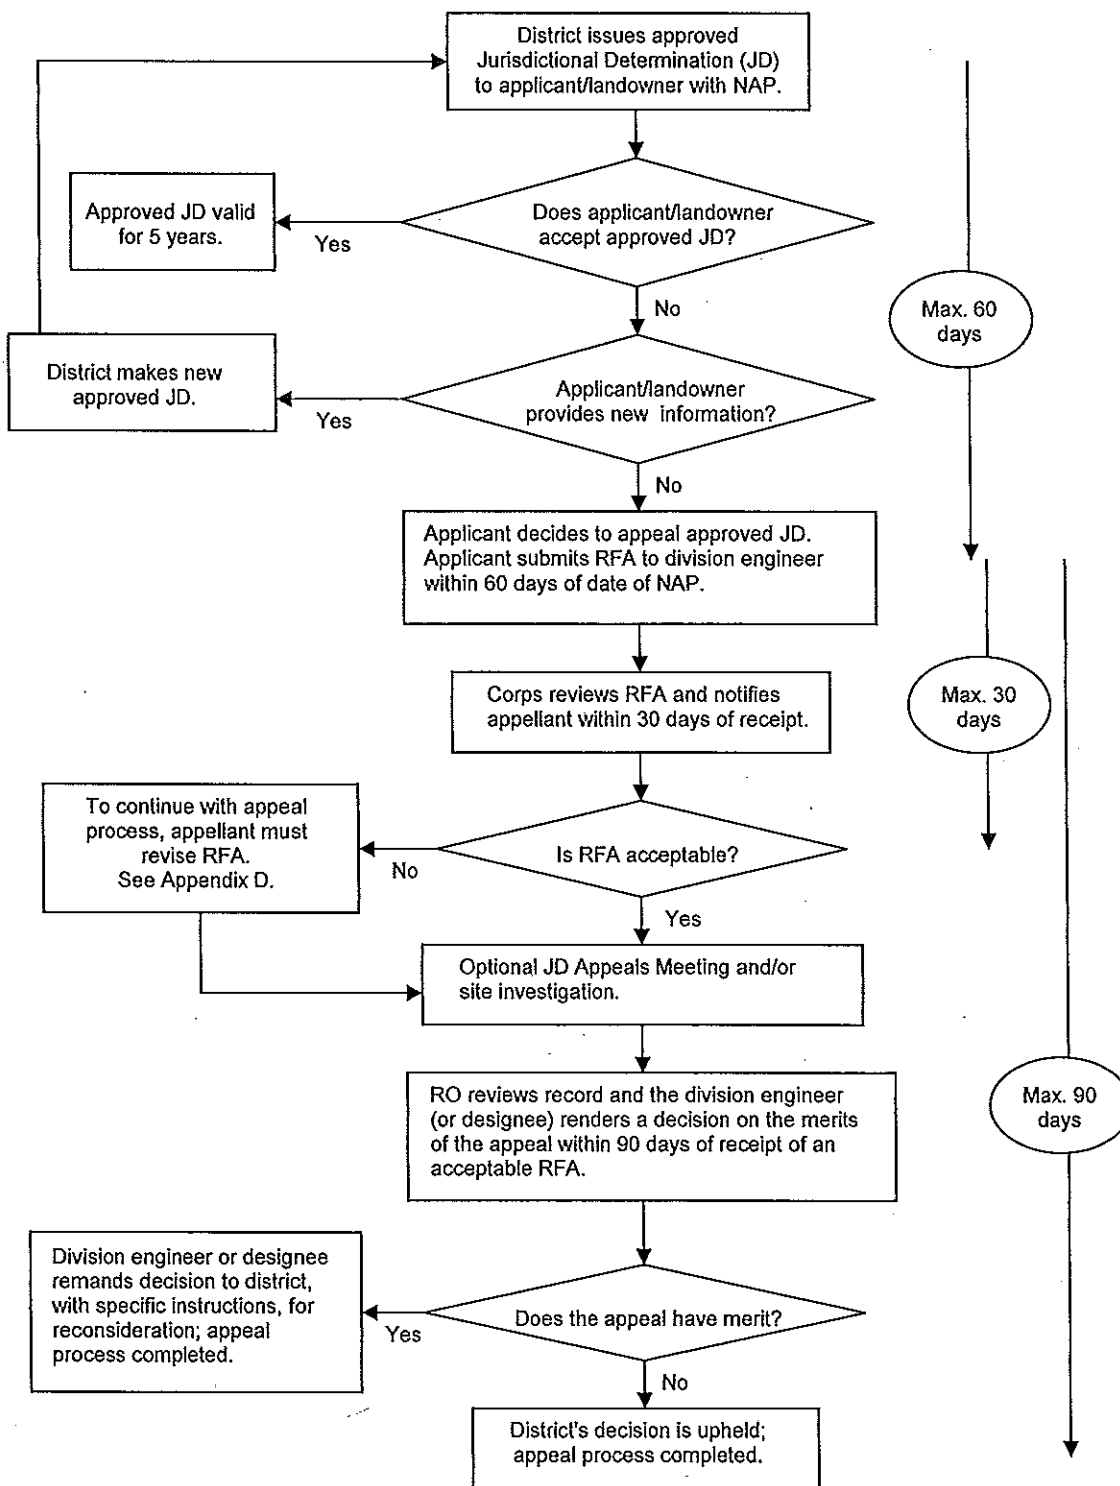 District issues approved
Jurisdictional Determination (JD)
to applicant/landowner with NAP.
Does applicant/landowner
accept approved JD?
Yes
Approved JD valid
for 5 years.
No
Max. 60
days
Applicant/landowner
provides new information?
Yes
District makes new
approved JD.
No
Applicant decides to appeal approved JD.
Applicant submits RFA to division engineer
within 60 days of date of NAP.
Corps reviews RFA and notifies
appellant within 30 days of receipt.
Max. 30
days
Is RFA acceptable?
No
To continue with appeal
process, appellant must
revise RFA.
See Appendix D.
Yes
Optional JD Appeals Meeting and/or
site investigation.
RO reviews record and the division engineer
(or designee) renders a decision on the merits
of the appeal within 90 days of receipt of an
acceptable RFA.
Max. 90
days
Does the appeal have merit?
Yes
Division engineer or designee
remands decision to district,
with specific instructions, for
reconsideration; appeal
process completed.
No
District's decision is upheld;
appeal process completed.